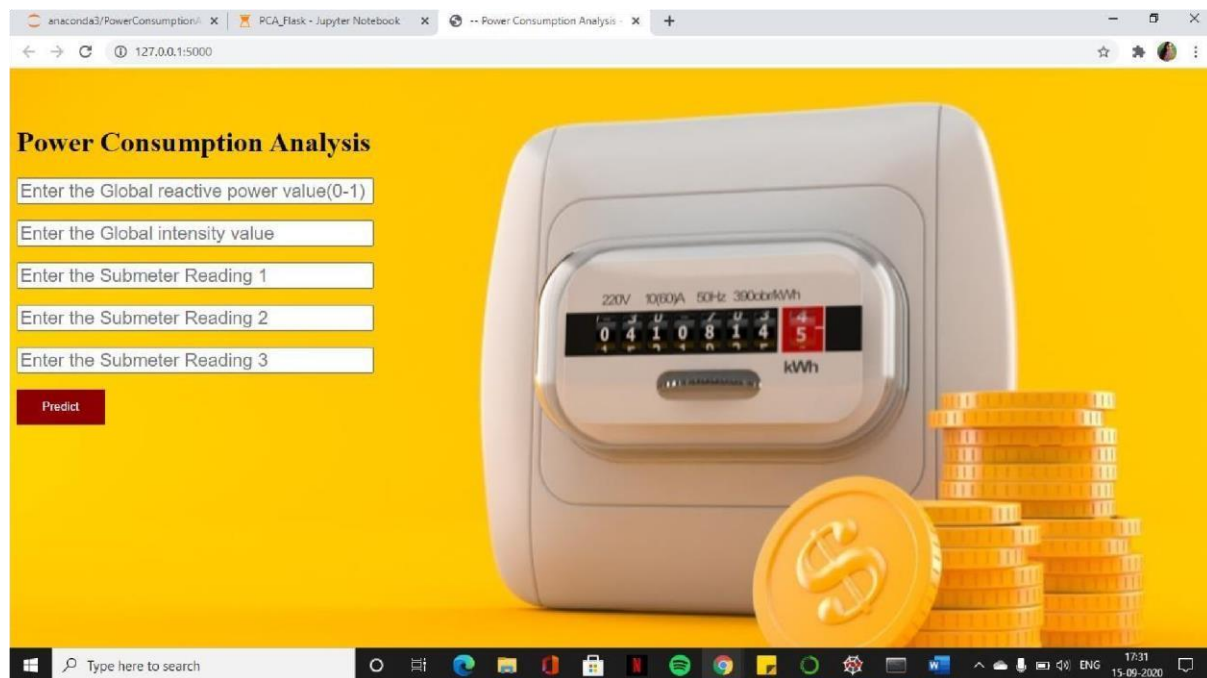 anaconda3/PowerConsumptionA
PCA_Flask - Jupyter Notebook
-- Power Consumption Analysis -
127.0.0.1:5000
Power Consumption Analysis
Enter the Global reactive power value(0-1)
Enter the Global intensity value
Enter the Submeter Reading 1
Enter the Submeter Reading 2
Enter the Submeter Reading 3
Predict
220V 10(60)A 50Hz 390obr/kWh
0 4 1 0 8 1 4 5
kWh
$
Type here to search
ENG
17:31
15-09-2020